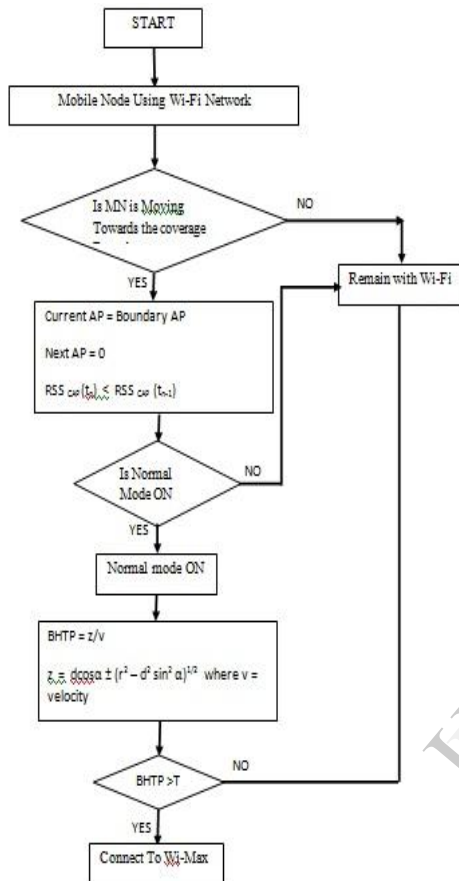 START
Mobile Node Using Wi-Fi Network
Is MN is Moving
Towards the coverage
NO
YES
Remain with Wi-Fi
Current AP = Boundary AP
Next AP = 0
RSS CAP (tn) < RSS CAP (tn-1)
Is Normal
Mode ON
NO
YES
Normal mode ON
BHTP = z/v
z = dcosα ± (r² – d² sin² α)^1/2 where v =
velocity
BHTP >T
NO
YES
Connect To Wi-Max